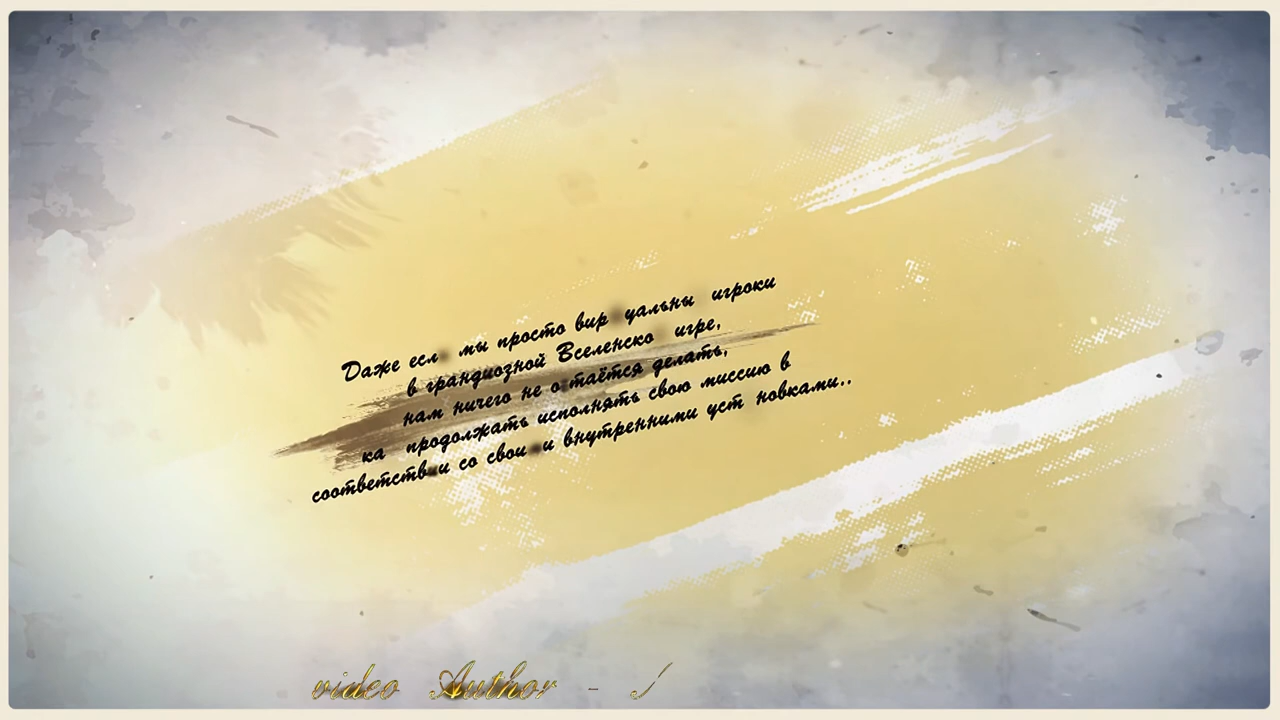 Даже есл мы просто вир уальны игроки
в грандиозной Вселенско игре,
нам ничего не о таётся делать,
ка продолжать исполнять свою миссию в
соответств и со свои и внутренними уст новками..
video Author -